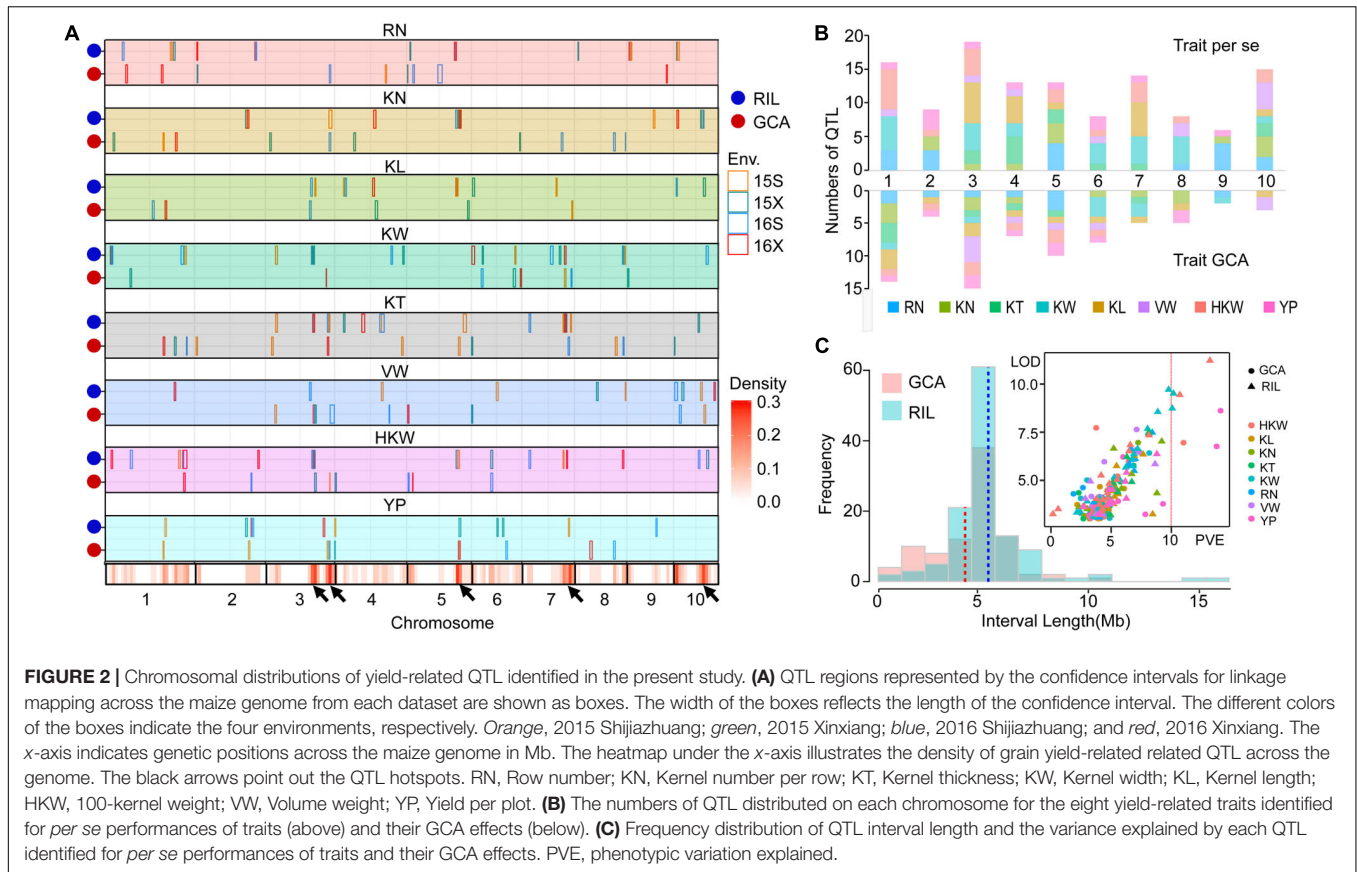 A
RN
KN
KL
KW
KT
VW
HKW
YP
1 2 3 4 5 6 7 8 9 10
Chromosome
RIL
GCA
Env.
15S
15X
16S
16X
Density
0.3
0.2
0.1
0.0
B
Numbers of QTL
20
15
10
5
0
Trait per se
1 2 3 4 5 6 7 8 9 10
0
5
10
15
Trait GCA
RN KN KT KW KL VW HKW YP
C
Frequency
60
40
20
0
GCA
RIL
0 5 10 15
Interval Length(Mb)
LOD
10.0
7.5
5.0
0 5 10 PVE
GCA
RIL
HKW
KL
KN
KT
KW
RN
VW
YP
FIGURE 2 | Chromosomal distributions of yield-related QTL identified in the present study. (A) QTL regions represented by the confidence intervals for linkage
mapping across the maize genome from each dataset are shown as boxes. The width of the boxes reflects the length of the confidence interval. The different colors
of the boxes indicate the four environments, respectively. Orange, 2015 Shijiazhuang; green, 2015 Xinxiang; blue, 2016 Shijiazhuang; and red, 2016 Xinxiang. The
x-axis indicates genetic positions across the maize genome in Mb. The heatmap under the x-axis illustrates the density of grain yield-related related QTL across the
genome. The black arrows point out the QTL hotspots. RN, Row number; KN, Kernel number per row; KT, Kernel thickness; KW, Kernel width; KL, Kernel length;
HKW, 100-kernel weight; VW, Volume weight; YP, Yield per plot. (B) The numbers of QTL distributed on each chromosome for the eight yield-related traits identified
for per se performances of traits (above) and their GCA effects (below). (C) Frequency distribution of QTL interval length and the variance explained by each QTL
identified for per se performances of traits and their GCA effects. PVE, phenotypic variation explained.